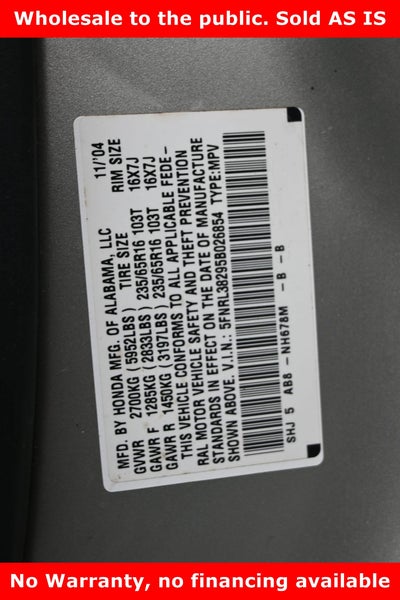 Wholesale to the public. Sold AS IS
MFD. BY HONDA MFG. OF ALABAMA, LLC 11/'04
TIRE SIZE RIM SIZE
GVWR 2700KG (5952LBS)
GAWR F 1285KG (2833LBS) 235/65R16 103T 16X7J
GAWR R 1450KG (3197LBS) 235/65R16 103T 16X7J
THIS VEHICLE CONFORMS TO ALL APPLICABLE FEDE-
RAL MOTOR VEHICLE SAFETY AND THEFT PREVENTION
STANDARDS IN EFFECT ON THE DATE OF MANUFACTURE
SHOWN ABOVE. V.I.N.: 5FNRL38295B026854 TYPE:MPV
SHJ 5 AB8 -NH678M - B - B
No Warranty, no financing available